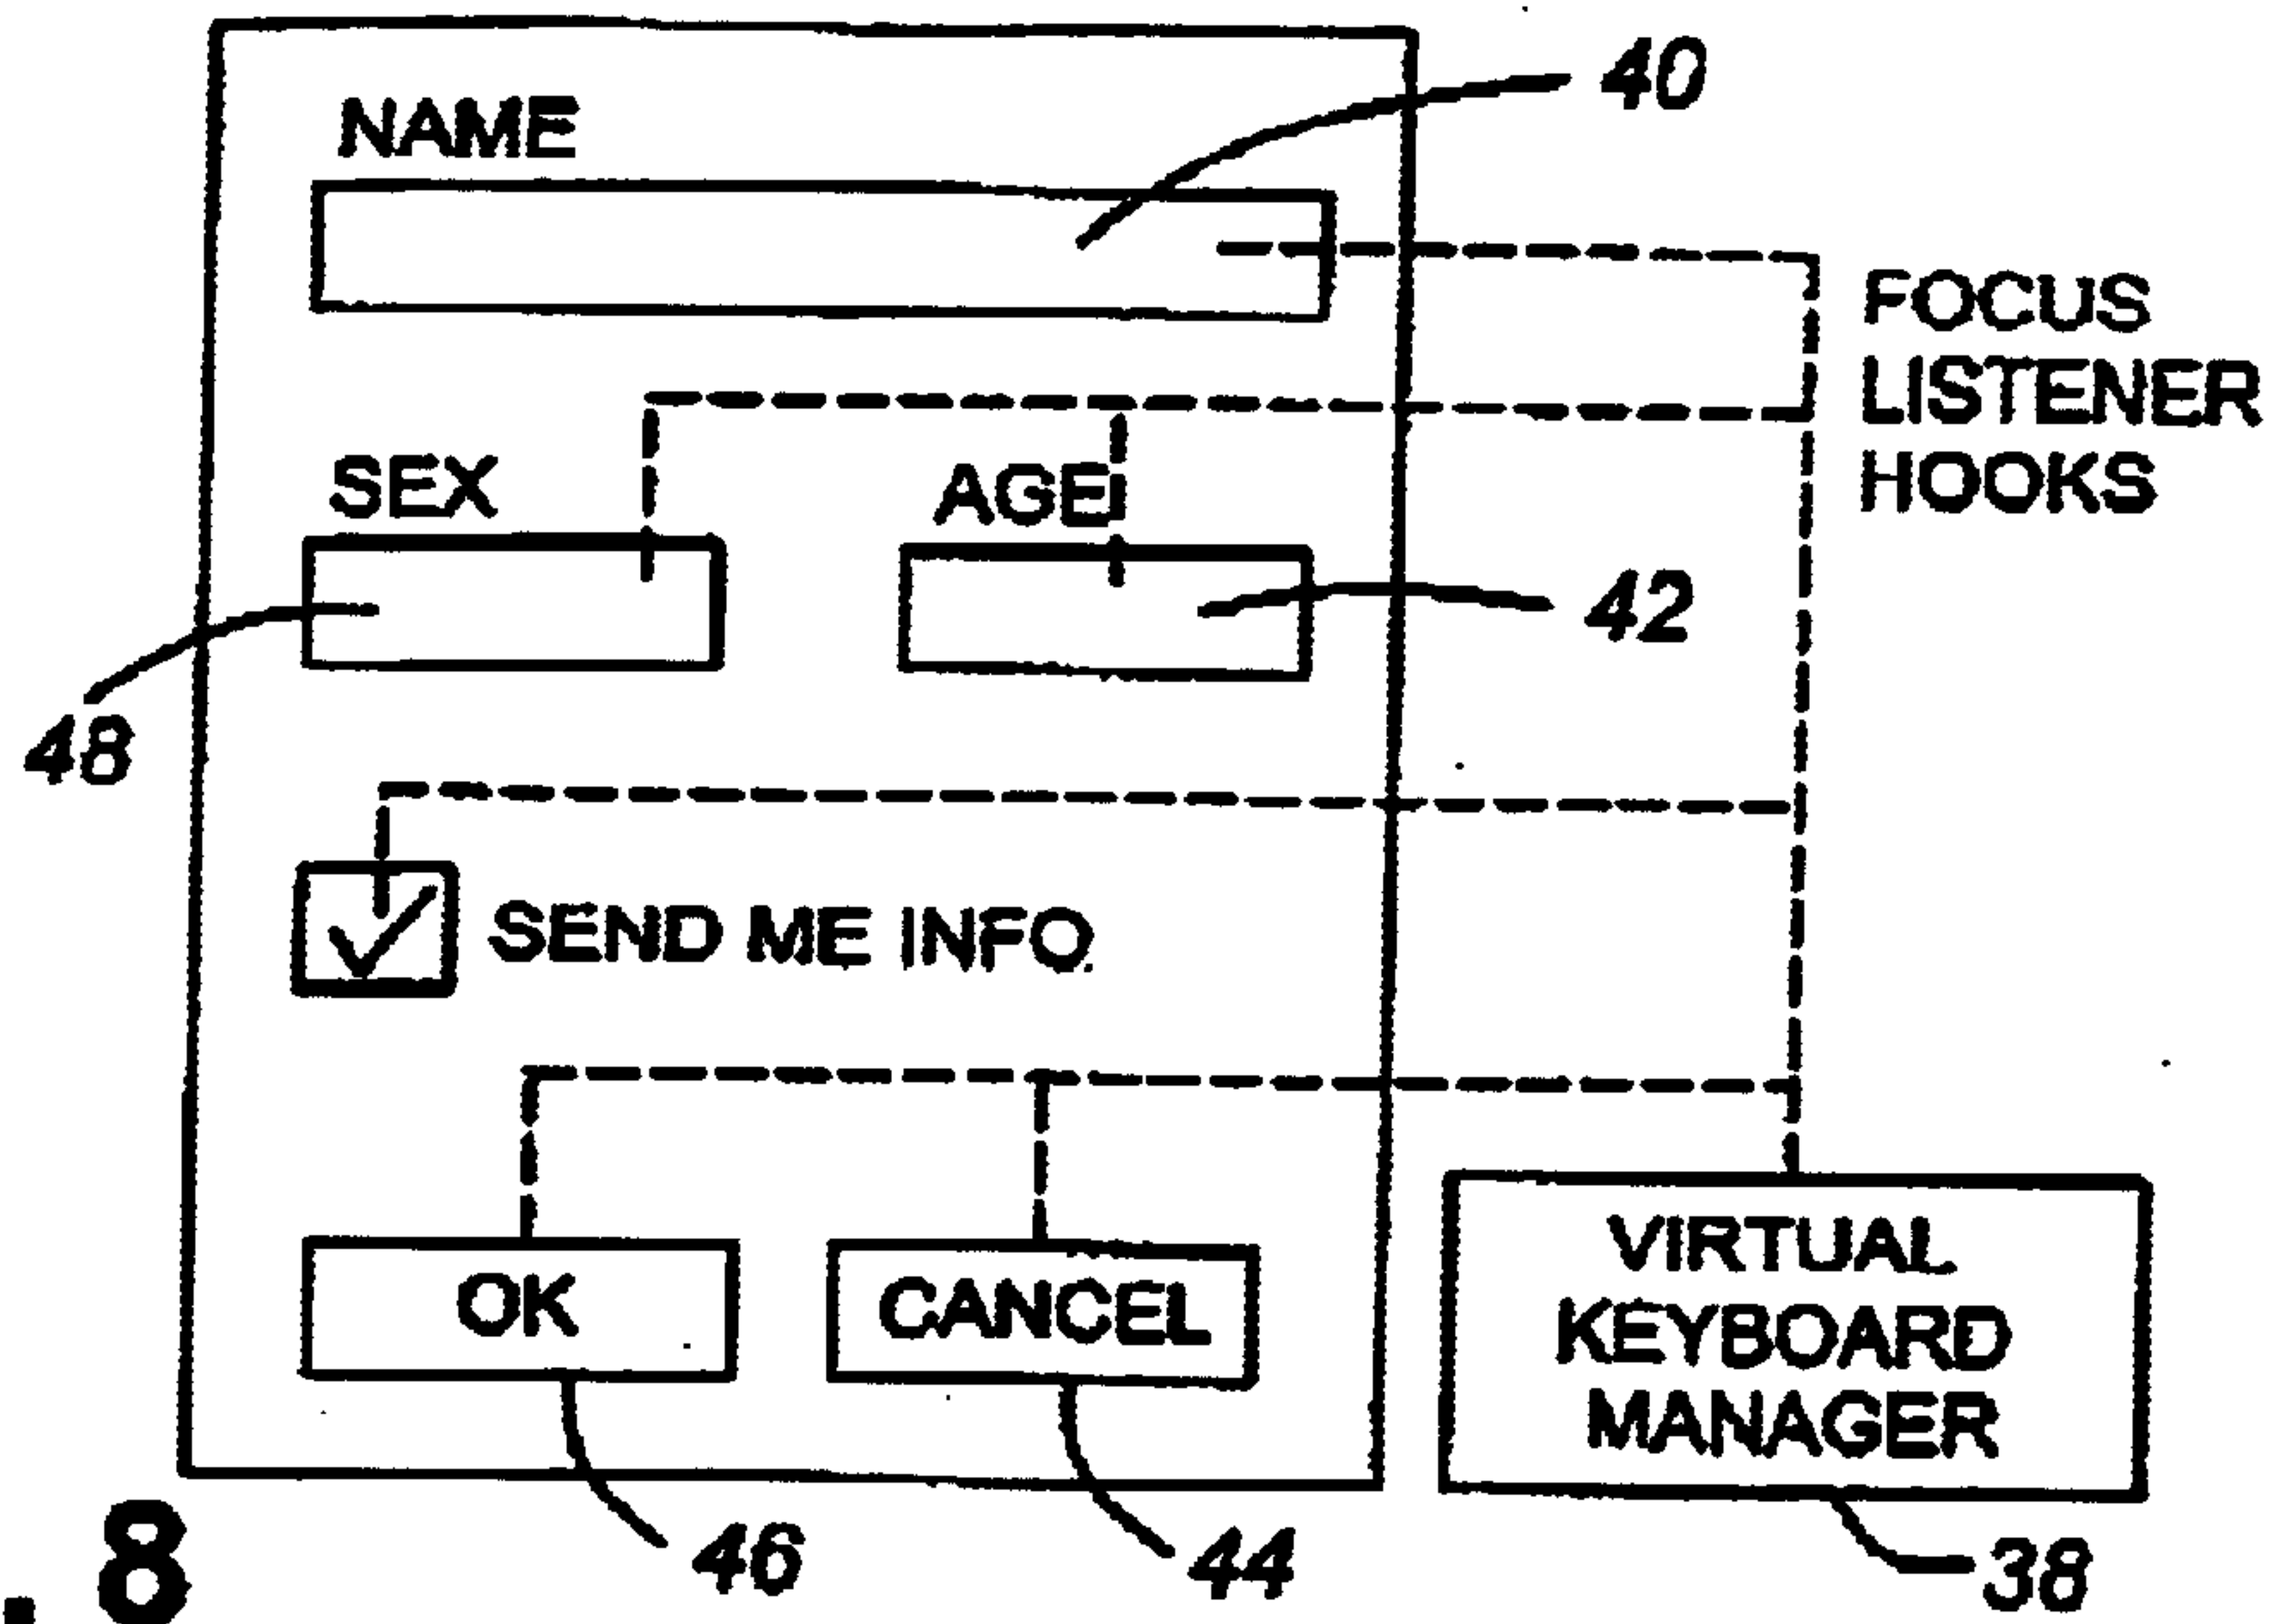 40
NAME
FOCUS
LISTENER
HOOKS
SEX
AGE
42
48
SEND ME INFO.
OK
CANCEL
VIRTUAL
KEYBOARD
MANAGER
46
44
38
. 8